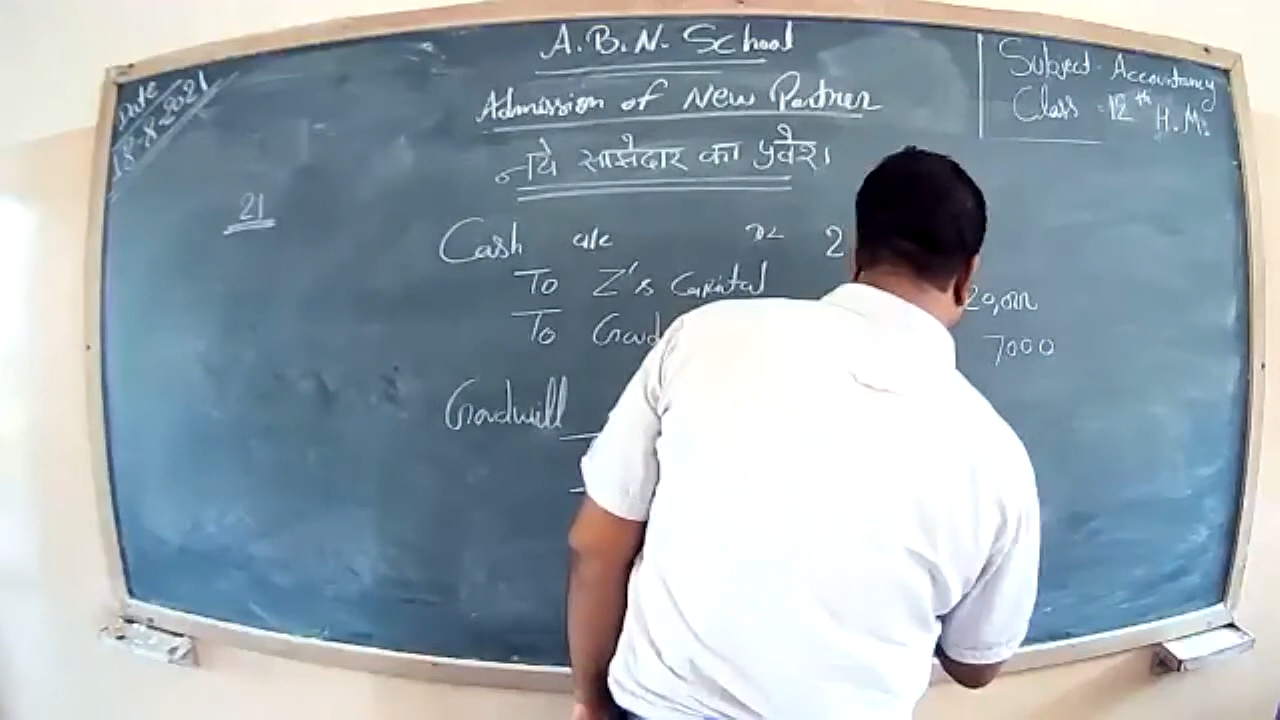 Date
18-8-2021
A.B.N. School
Admission of New Partner
नये साझेदार का प्रवेश।
Subject - Accountancy
Class - 12th H.M.
21
Cash a/c Dr 2
To Z's Capital 20,000
To Good 7000
Goodwill